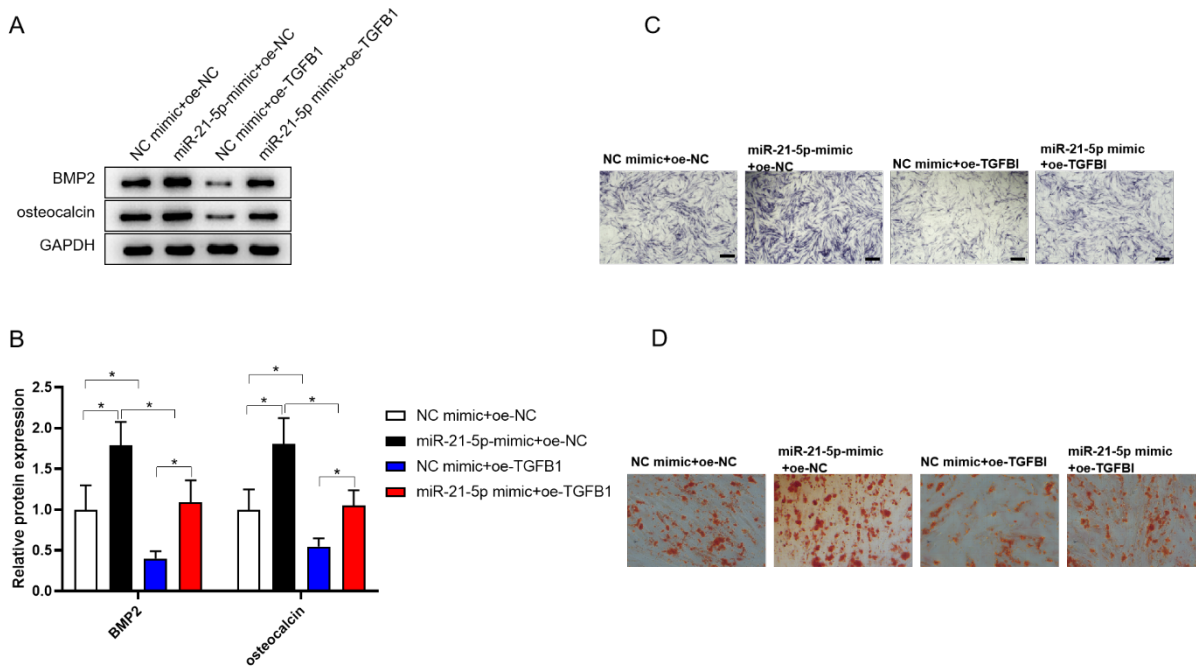 A
NC mimic+oe-NC
miR-21-5p-mimic+oe-NC
NC mimic+oe-TGFB1
miR-21-5p mimic+oe-TGFB1
BMP2
osteocalcin
GAPDH
B
Relative protein expression
2.5
2.0
1.5
1.0
0.5
0.0
*
*
*
*
*
*
*
*
BMP2
osteocalcin
NC mimic+oe-NC
miR-21-5p-mimic+oe-NC
NC mimic+oe-TGFB1
miR-21-5p mimic+oe-TGFB1
C
NC mimic+oe-NC
miR-21-5p-mimic
+oe-NC
NC mimic+oe-TGFBI
miR-21-5p mimic
+oe-TGFBI
D
NC mimic+oe-NC
miR-21-5p-mimic
+oe-NC
NC mimic+oe-TGFBI
miR-21-5p mimic
+oe-TGFBI